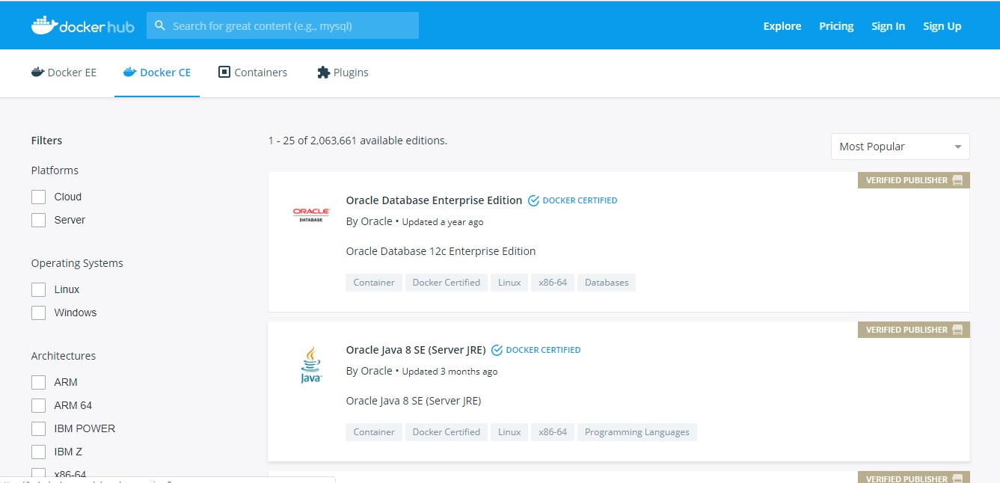 docker hub
Search for great content (e.g., mysql)
Explore Pricing Sign In Sign Up
Docker EE Docker CE Containers Plugins
Filters
Platforms
Cloud
Server
Operating Systems
Linux
Windows
Architectures
ARM
ARM 64
IBM POWER
IBM Z
x86-64
1 - 25 of 2,063,661 available editions.
Most Popular
VERIFIED PUBLISHER
ORACLE
DATABASE
Oracle Database Enterprise Edition DOCKER CERTIFIED
By Oracle • Updated a year ago
Oracle Database 12c Enterprise Edition
Container Docker Certified Linux x86-64 Databases
VERIFIED PUBLISHER
Java
Oracle Java 8 SE (Server JRE) DOCKER CERTIFIED
By Oracle • Updated 3 months ago
Oracle Java 8 SE (Server JRE)
Container Docker Certified Linux x86-64 Programming Languages
VERIFIED PUBLISHER